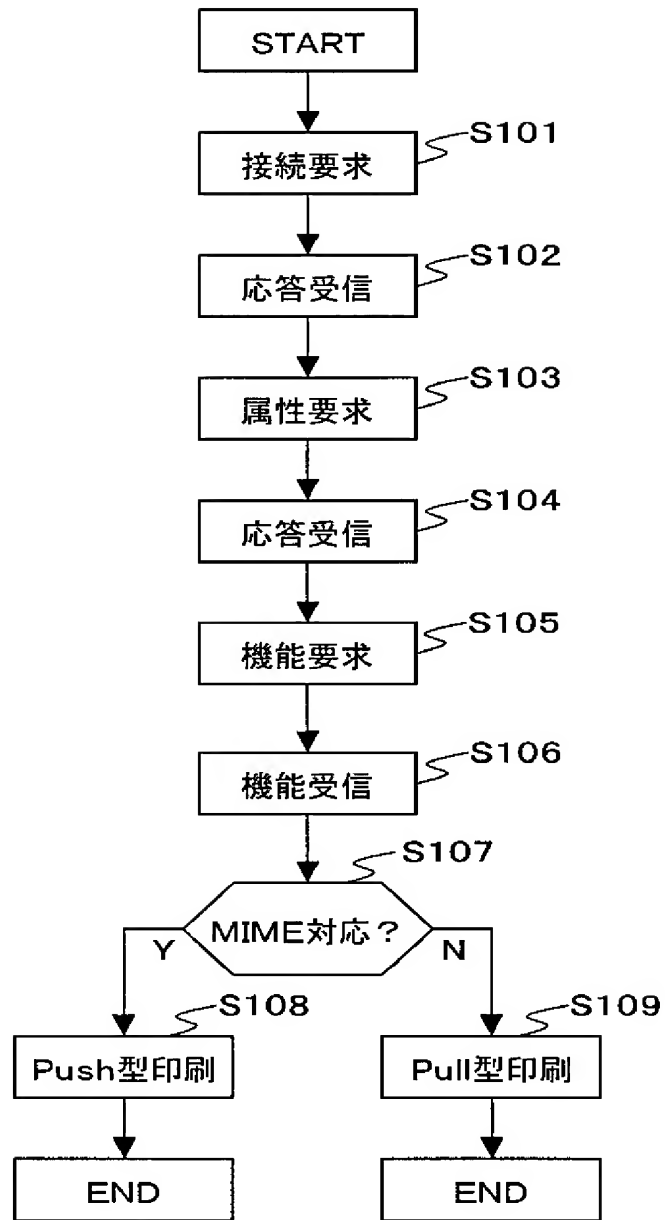 START
S101
接続要求
S102
応答受信
S103
属性要求
S104
応答受信
S105
機能要求
S106
機能受信
S107
MIME対応？
Y
N
S108
S109
Push型印刷
Pull型印刷
END
END